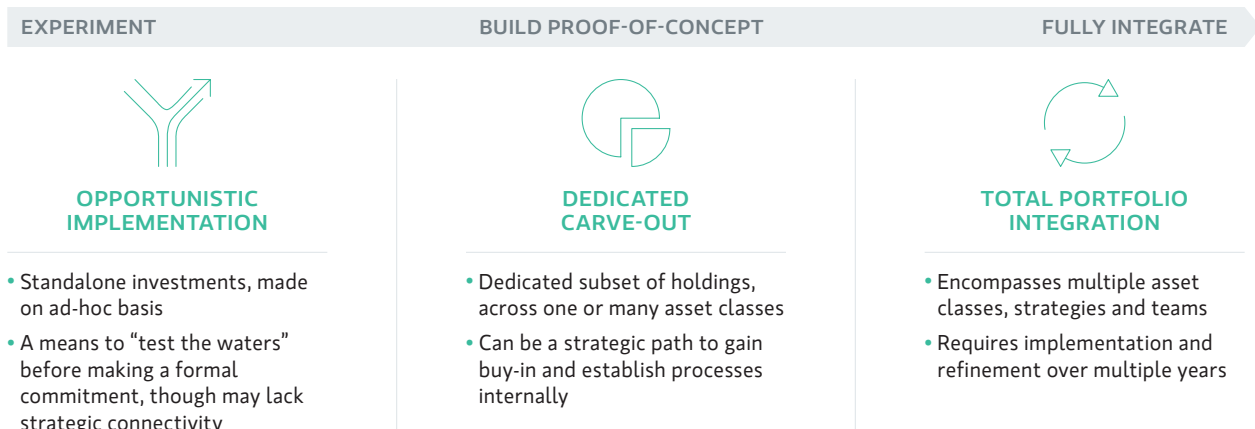 EXPERIMENT
BUILD PROOF-OF-CONCEPT
FULLY INTEGRATE
OPPORTUNISTIC
IMPLEMENTATION
• Standalone investments, made
on ad-hoc basis
• A means to “test the waters”
before making a formal
commitment, though may lack
strategic connectivity
DEDICATED
CARVE-OUT
• Dedicated subset of holdings,
across one or many asset classes
• Can be a strategic path to gain
buy-in and establish processes
internally
TOTAL PORTFOLIO
INTEGRATION
• Encompasses multiple asset
classes, strategies and teams
• Requires implementation and
refinement over multiple years